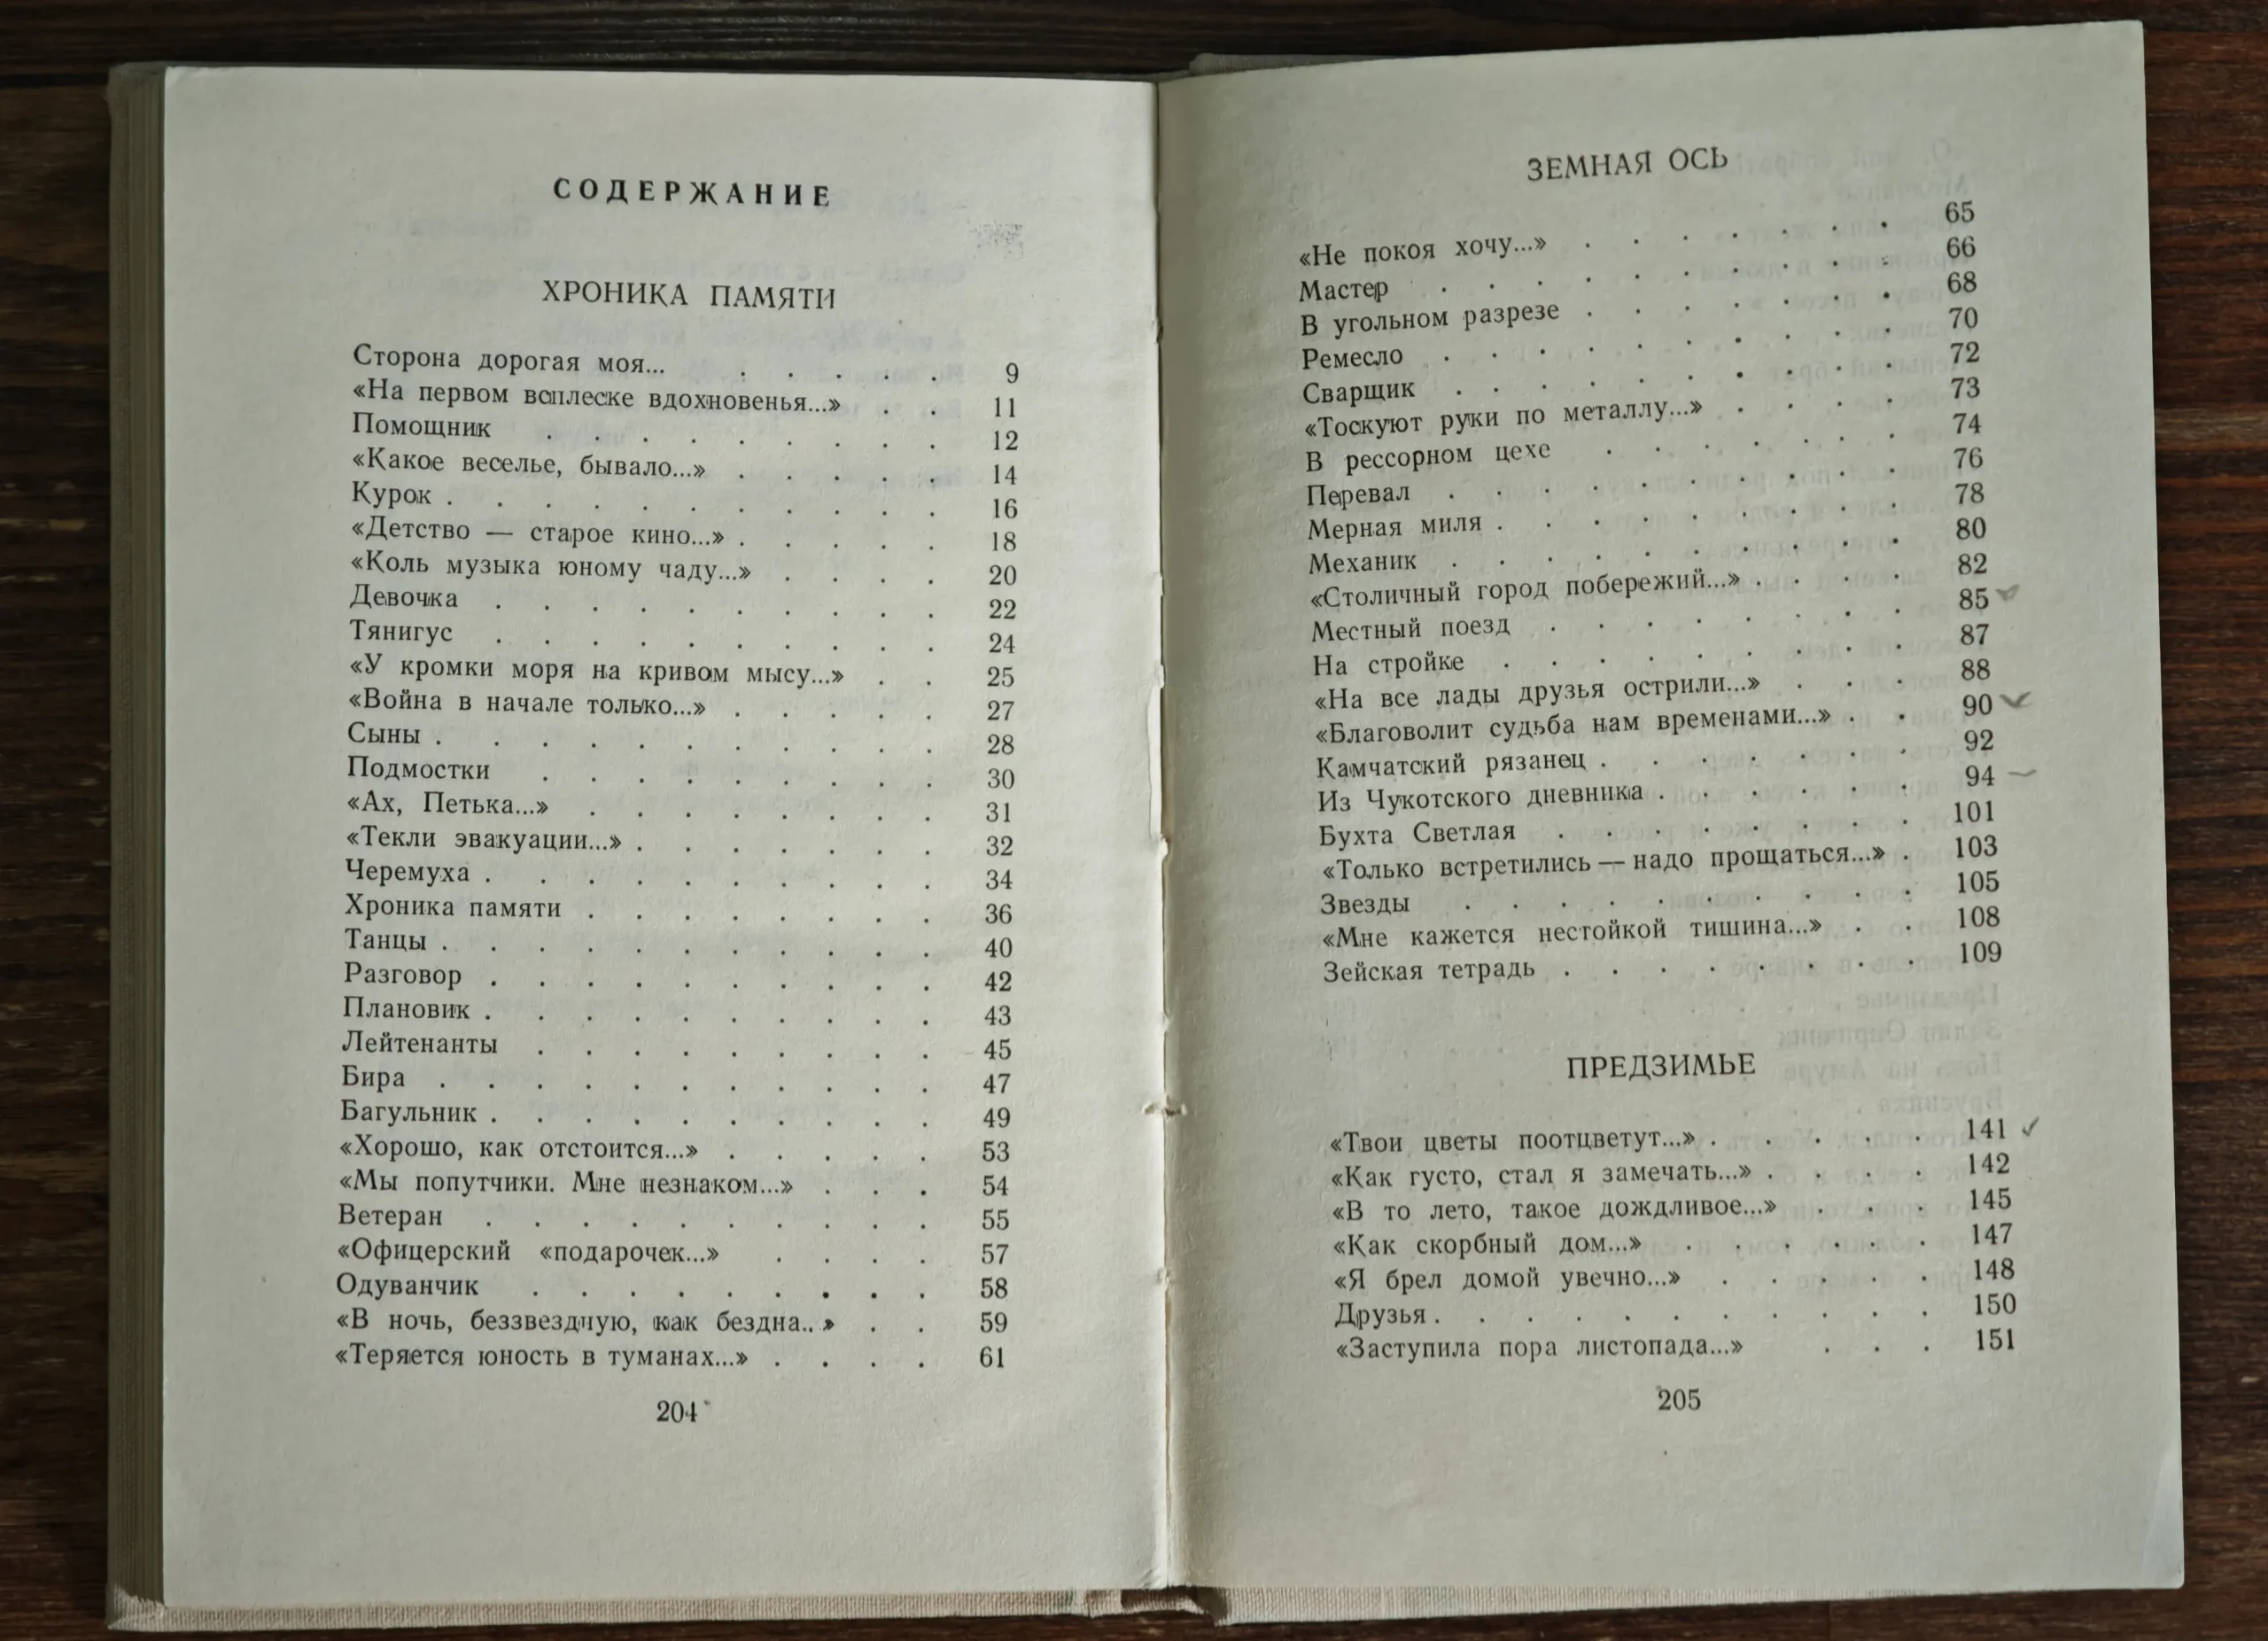 СОДЕРЖАНИЕ
ХРОНИКА ПАМЯТИ
Сторона дорогая моя... . . . . . 9
«На первом всплеске вдохновенья...» . . 11
Помощник . . . . . . . . . 12
«Какое веселье, бывало...» . . . . . 14
Курок . . . . . . . . . . . 16
«Детство — старое кино...» . . . . . 18
«Коль музыка юному чаду...» . . . . 20
Девочка . . . . . . . . . . 22
Тянигус . . . . . . . . . . 24
«У кромки моря на кривом мысу...» . . 25
«Война в начале только...» . . . . . 27
Сыны . . . . . . . . . . . 28
Подмостки . . . . . . . . . 30
«Ах, Петька...» . . . . . . . . 31
«Текли эвакуации...» . . . . . . . 32
Черемуха . . . . . . . . . . 34
Хроника памяти . . . . . . . . 36
Танцы . . . . . . . . . . . 40
Разговор . . . . . . . . . . 42
Плановик . . . . . . . . . . 43
Лейтенанты . . . . . . . . . 45
Бира . . . . . . . . . . . 47
Багульник . . . . . . . . . . 49
«Хорошо, как отстоится...» . . . . . 53
«Мы попутчики. Мне незнаком...» . . . 54
Ветеран . . . . . . . . . . 55
«Офицерский «подарочек...» . . . . 57
Одуванчик . . . . . . . . . 58
«В ночь, беззвездную, как бездна.. » . . 59
«Теряется юность в туманах...» . . . . 61
204
ЗЕМНАЯ ОСЬ
«Не покоя хочу...» . . . . . . . 65
Мастер . . . . . . . . . . 66
В угольном разрезе . . . . . . . 68
Ремесло . . . . . . . . . . 70
Сварщик . . . . . . . . . . 72
«Тоскуют руки по металлу...» . . . . 73
В рессорном цехе . . . . . . . 74
Перевал . . . . . . . . . . 76
Мерная миля . . . . . . . . . 78
Механик . . . . . . . . . . 80
«Столичный город побережий...» . . . . 82
Местный поезд . . . . . . . . 85
На стройке . . . . . . . . . 87
«На все лады друзья острили...» . . . 88
«Благоволит судьба нам временами...» . . 90
Камчатский рязанец . . . . . . . 92
Из Чукотского дневника . . . . . . 94
Бухта Светлая . . . . . . . . 101
«Только встретились — надо прощаться...» . 103
Звезды . . . . . . . . . . 105
«Мне кажется нестойкой тишина...» . . 108
Зейская тетрадь . . . . . . . . 109
ПРЕДЗИМЬЕ
«Твои цветы поотцветут...» . . . . . 141
«Как густо, стал я замечать...» . . . . 142
«В то лето, такое дождливое...» . . . 145
«Как скорбный дом...» . . . . . . 147
«Я брел домой увечно...» . . . . . 148
Друзья . . . . . . . . . . . 150
«Заступила пора листопада...» . . . 151
205